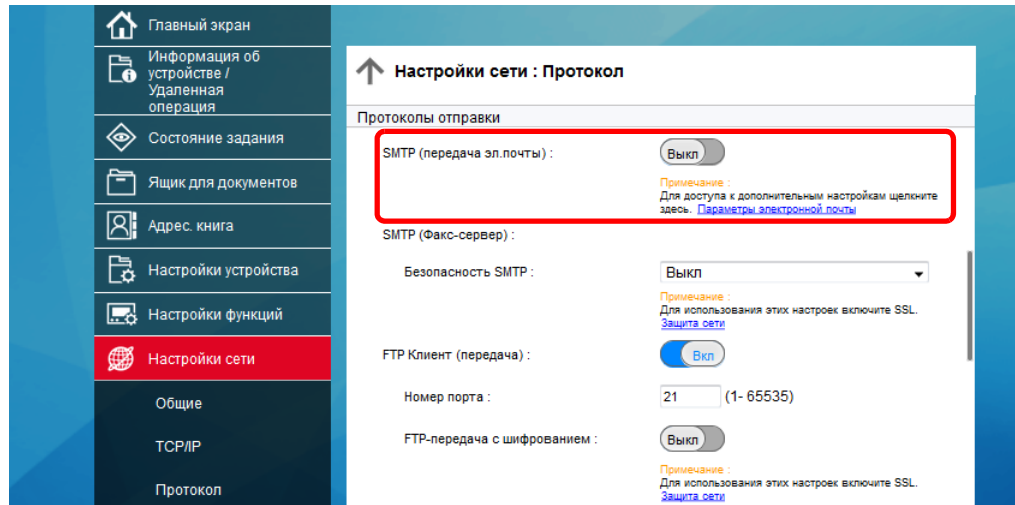 Главный экран
Информация об
устройстве /
Удаленная
операция
Состояние задания
Ящик для документов
Адрес. книга
Настройки устройства
Настройки функций
Настройки сети
Общие
TCP/IP
Протокол
Настройки сети : Протокол
Протоколы отправки
SMTP (передача эл.почты) : Выкл
Примечание :
Для доступа к дополнительным настройкам щелкните
здесь. Параметры электронной почты
SMTP (Факс-сервер) :
Безопасность SMTP : Выкл
Примечание :
Для использования этих настроек включите SSL.
Защита сети
FTP Клиент (передача) : Вкл
Номер порта : 21 (1- 65535)
FTP-передача с шифрованием : Выкл
Примечание :
Для использования этих настроек включите SSL.
Защита сети